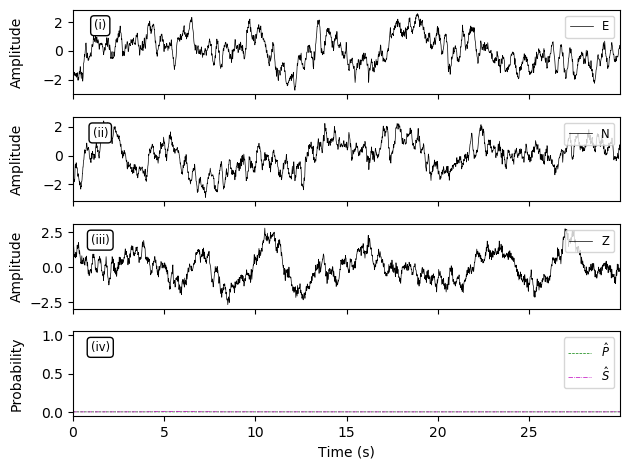 (i)
E
Amplitude
2
0
−2
(ii)
N
Amplitude
2
0
−2
(iii)
Z
Amplitude
2.5
0.0
−2.5
(iv)
P̂
Ŝ
Probability
1.0
0.5
0.0
0 5 10 15 20 25
Time (s)